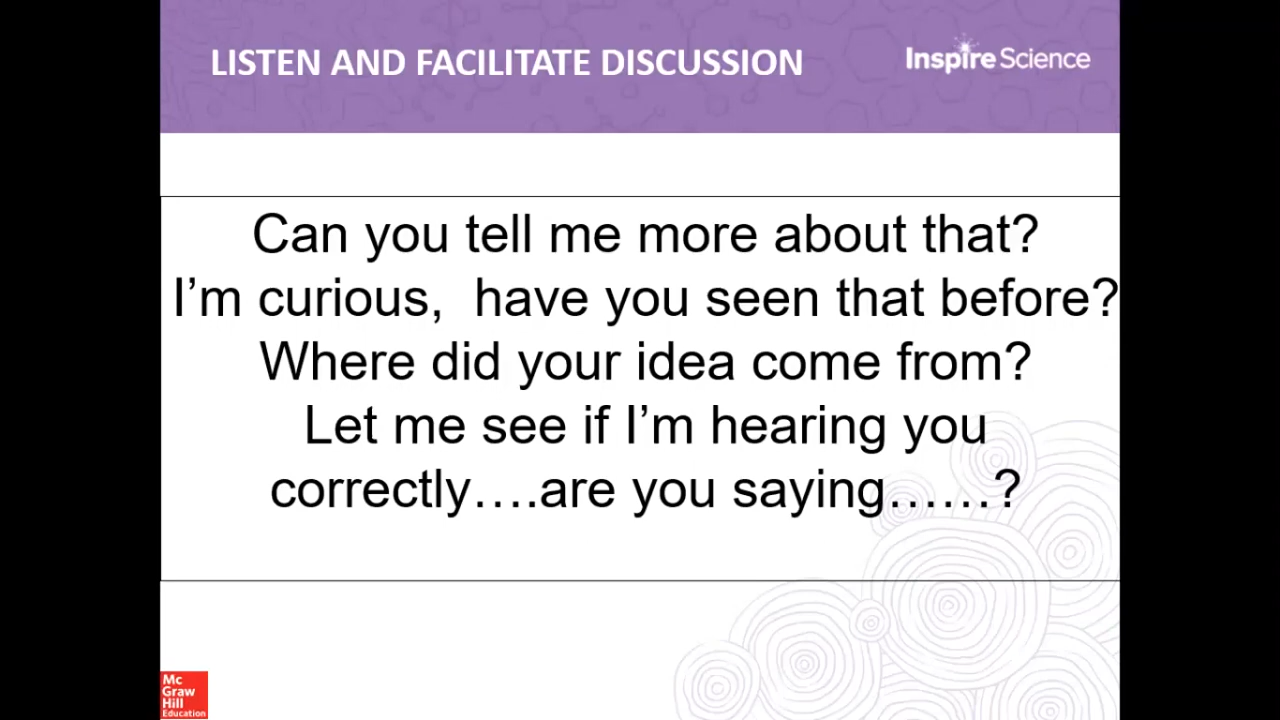 LISTEN AND FACILITATE DISCUSSION
Inspire Science
Can you tell me more about that?
I’m curious,  have you seen that before?
Where did your idea come from?
Let me see if I’m hearing you
correctly….are you saying……?
Mc
Graw
Hill
Education